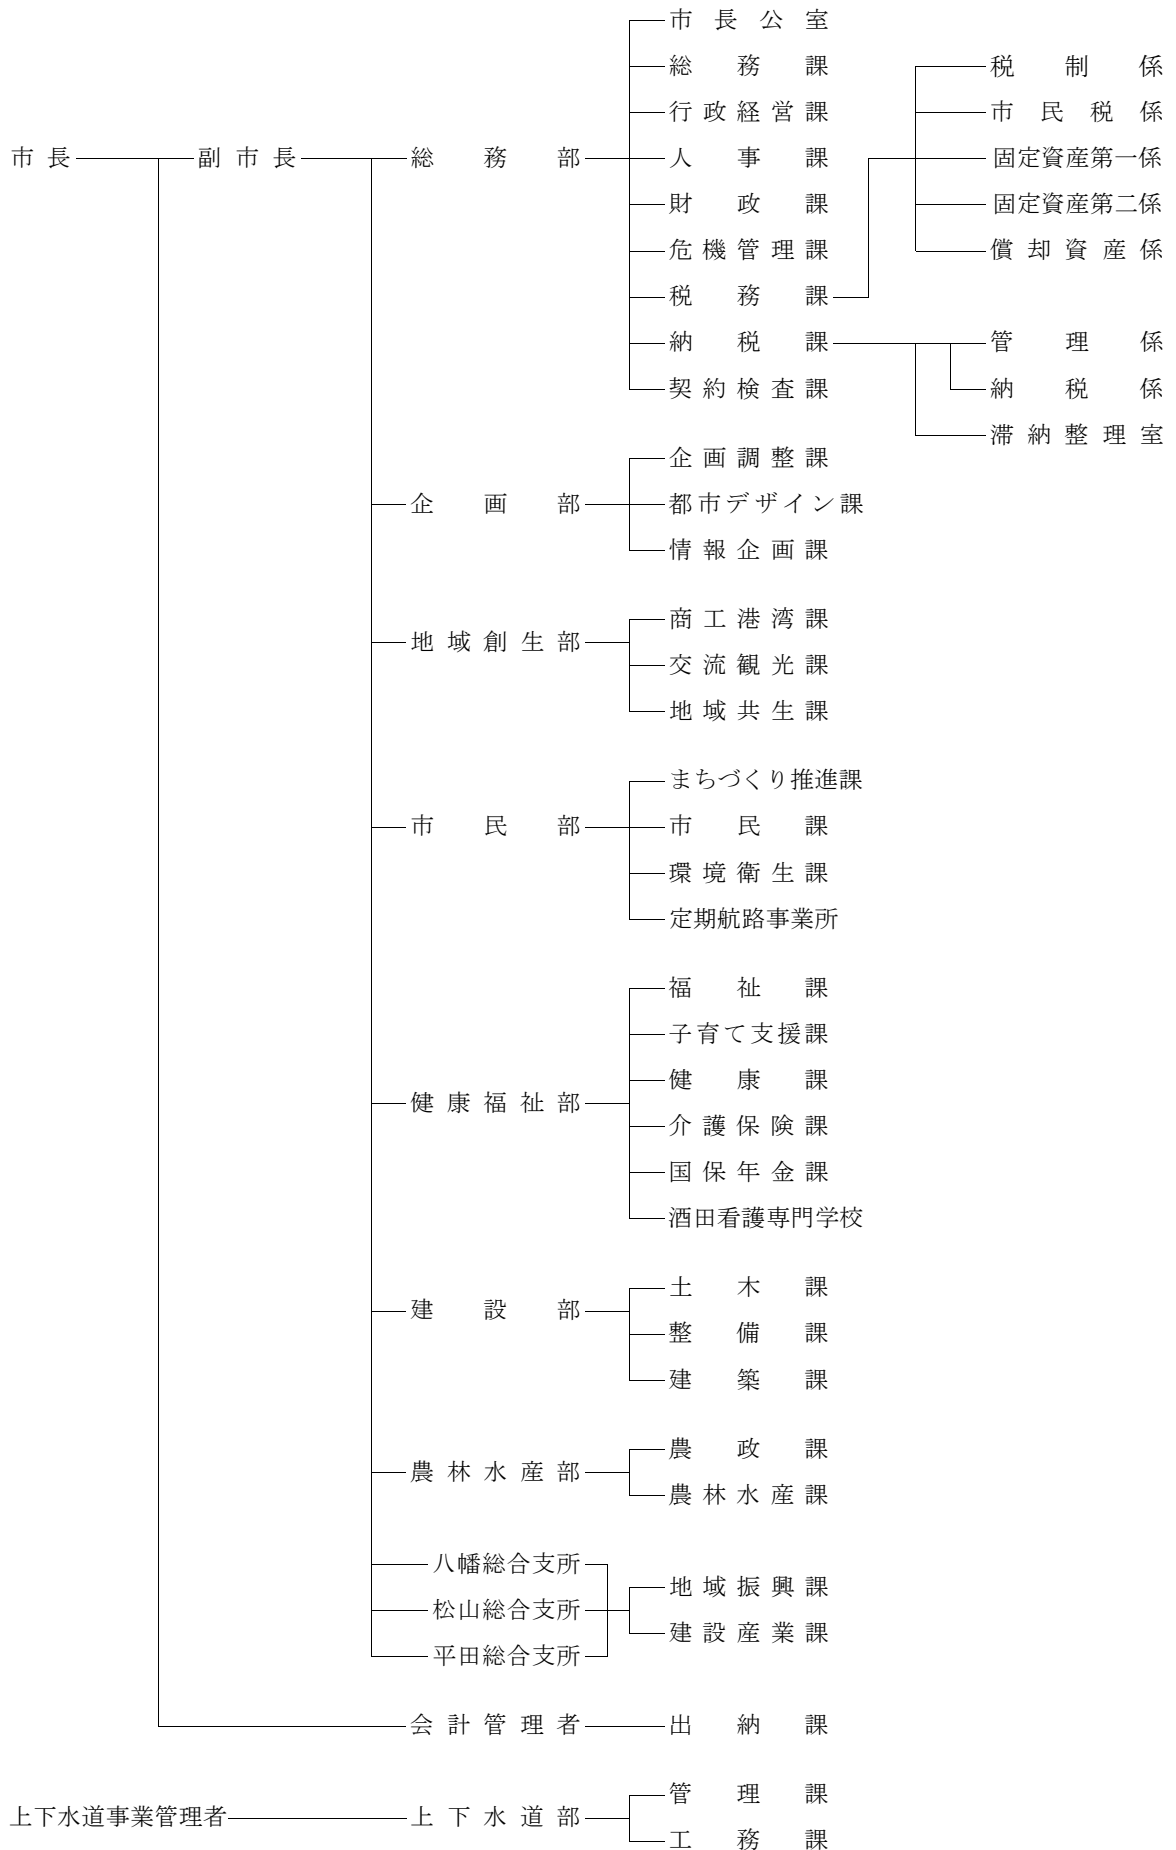 市長公室
総務課
税制係
行政経営課
市民税係
市長
副市長
総務部
人事課
固定資産第一係
財政課
固定資産第二係
危機管理課
償却資産係
税務課
納税課
管理係
契約検査課
納税係
滞納整理室
企画調整課
企画部
都市デザイン課
情報企画課
商工港湾課
地域創生部
交流観光課
地域共生課
まちづくり推進課
市民部
市民課
環境衛生課
定期航路事業所
福祉課
子育て支援課
健康課
健康福祉部
介護保険課
国保年金課
酒田看護専門学校
土木課
建設部
整備課
建築課
農政課
農林水産部
農林水産課
八幡総合支所
地域振興課
松山総合支所
建設産業課
平田総合支所
会計管理者
出納課
管理課
上下水道事業管理者
上下水道部
工務課